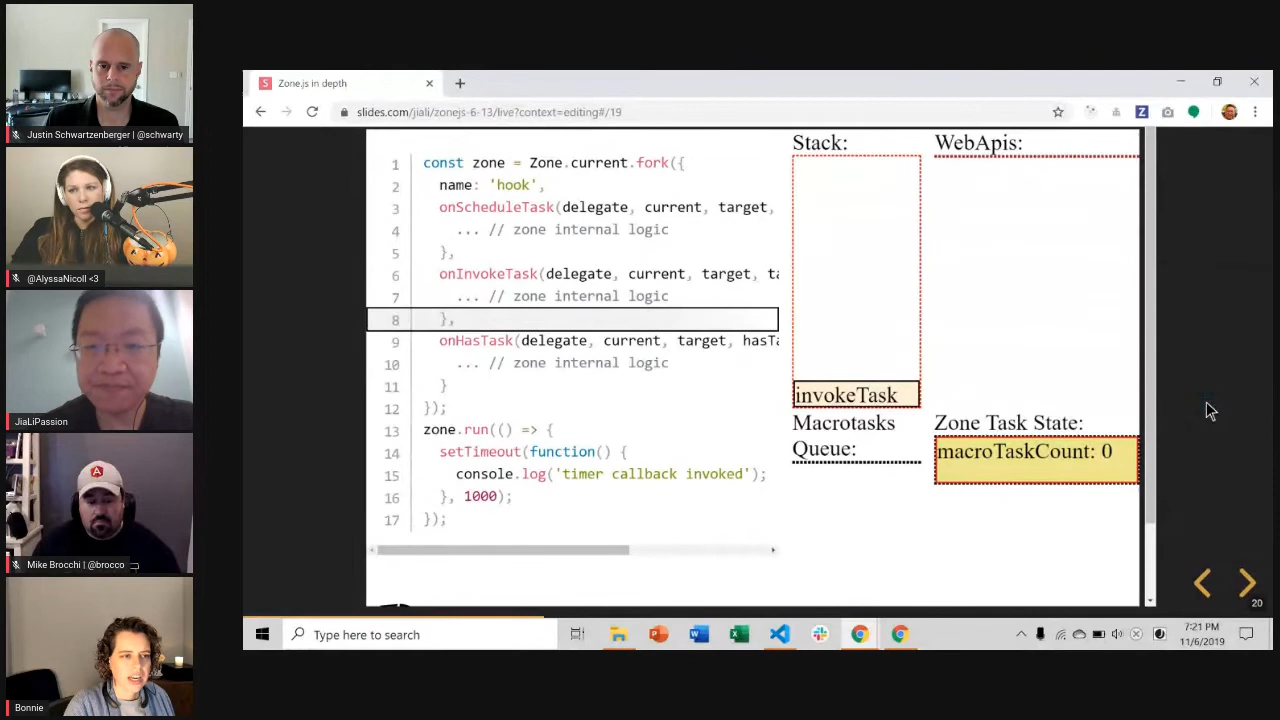 Justin Schwartzenberger | @schwarty
@AlyssaNicoll <3
JiaLiPassion
Mike Brocchi | @brocco
Bonnie
S Zone.js in depth
slides.com/jiali/zonejs-6-13/live?context=editing#/19
Z
1 const zone = Zone.current.fork({
2 name: 'hook',
3 onScheduleTask(delegate, current, target,
4 ... // zone internal logic
5 },
6 onInvokeTask(delegate, current, target, ta
7 ... // zone internal logic
8 },
9 onHasTask(delegate, current, target, hasTa
10 ... // zone internal logic
11 }
12 });
13 zone.run(() => {
14 setTimeout(function() {
15 console.log('timer callback invoked');
16 }, 1000);
17 });
Stack:
invokeTask
Macrotasks
Queue:
WebApis:
Zone Task State:
macroTaskCount: 0
20
Type here to search
7:21 PM
11/6/2019